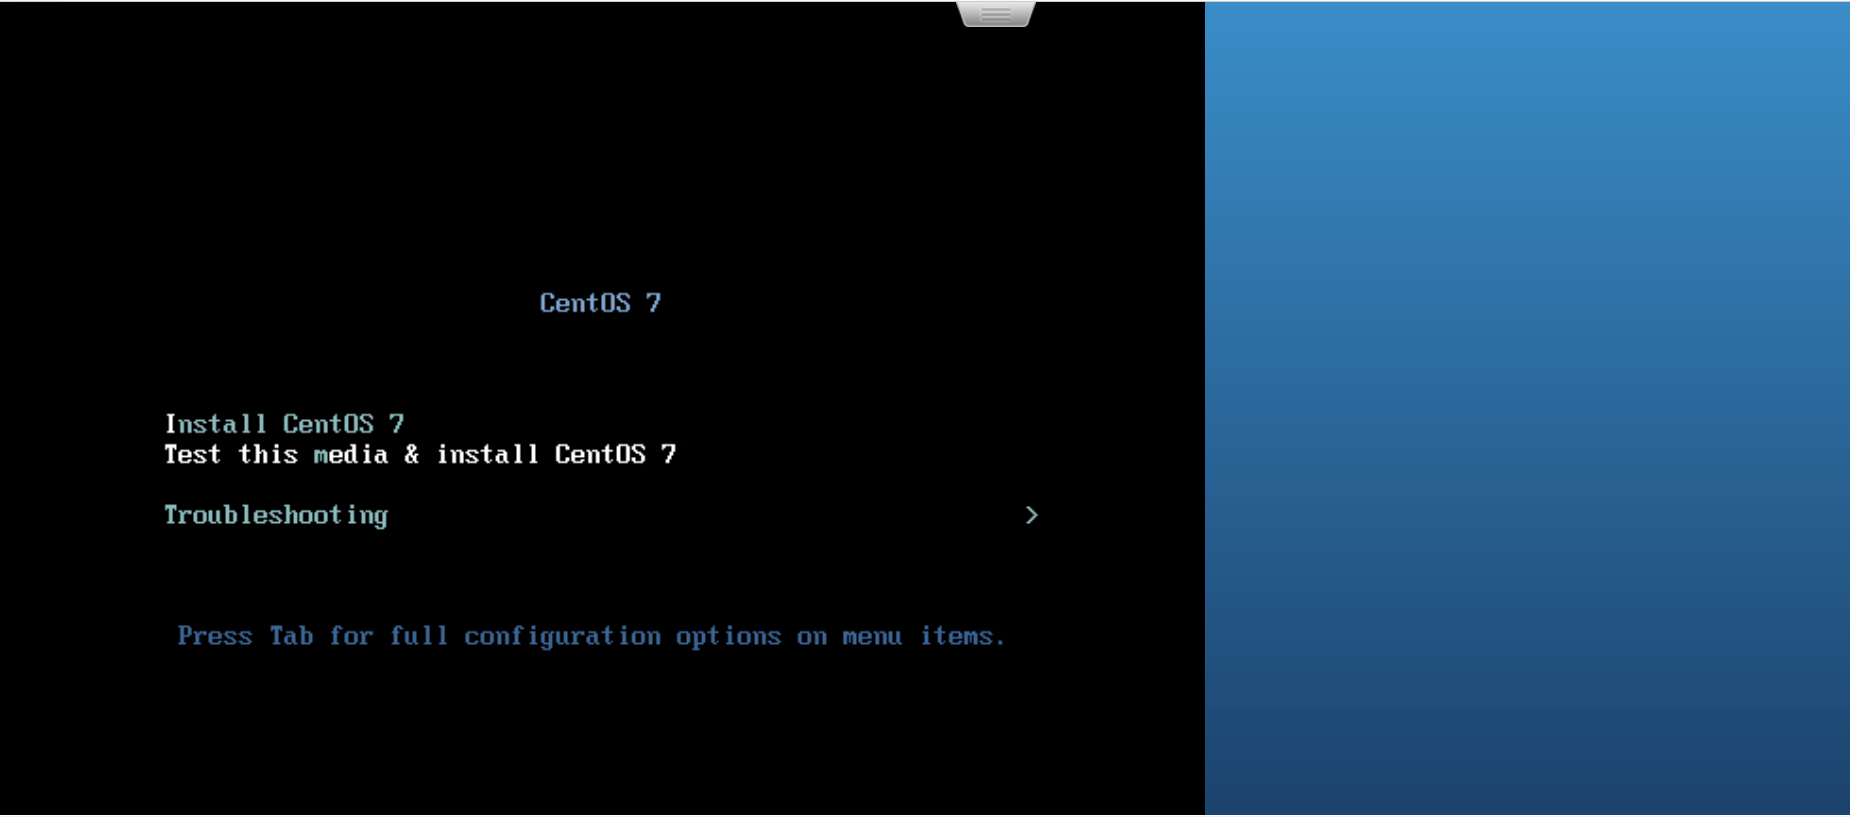 CentOS 7
Install CentOS 7
Test this media & install CentOS 7
Troubleshooting >
Press Tab for full configuration options on menu items.